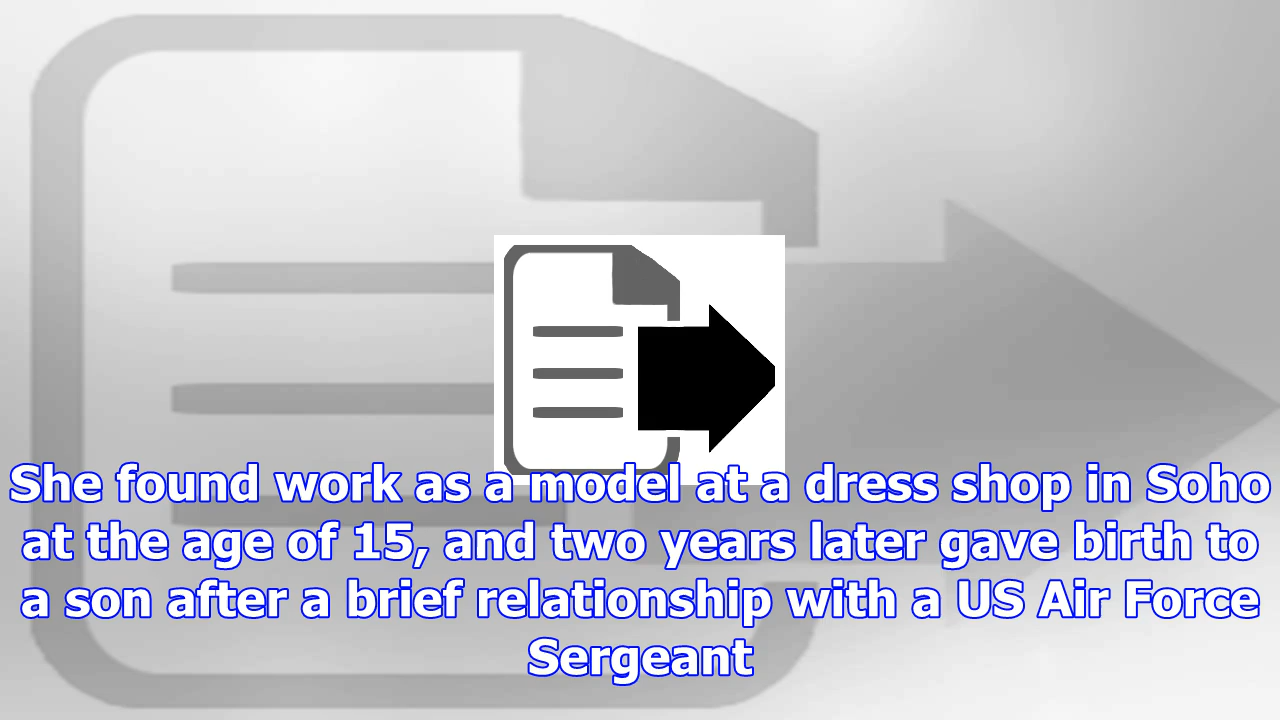 She found work as a model at a dress shop in Soho
at the age of 15, and two years later gave birth to
a son after a brief relationship with a US Air Force
Sergeant